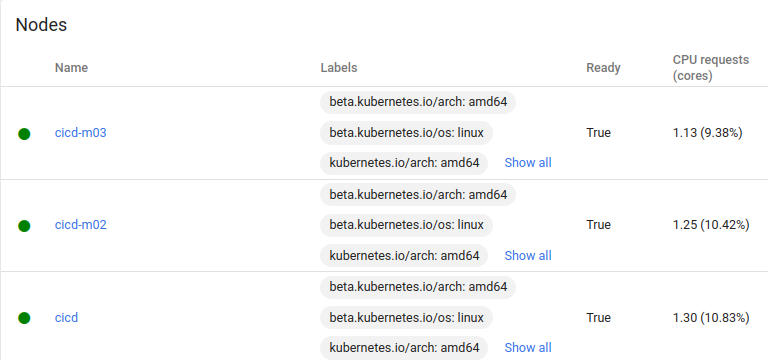 Nodes
Name Labels Ready CPU requests (cores)
beta.kubernetes.io/arch: amd64
cicd-m03 beta.kubernetes.io/os: linux True 1.13 (9.38%)
kubernetes.io/arch: amd64 Show all
beta.kubernetes.io/arch: amd64
cicd-m02 beta.kubernetes.io/os: linux True 1.25 (10.42%)
kubernetes.io/arch: amd64 Show all
beta.kubernetes.io/arch: amd64
cicd beta.kubernetes.io/os: linux True 1.30 (10.83%)
kubernetes.io/arch: amd64 Show all